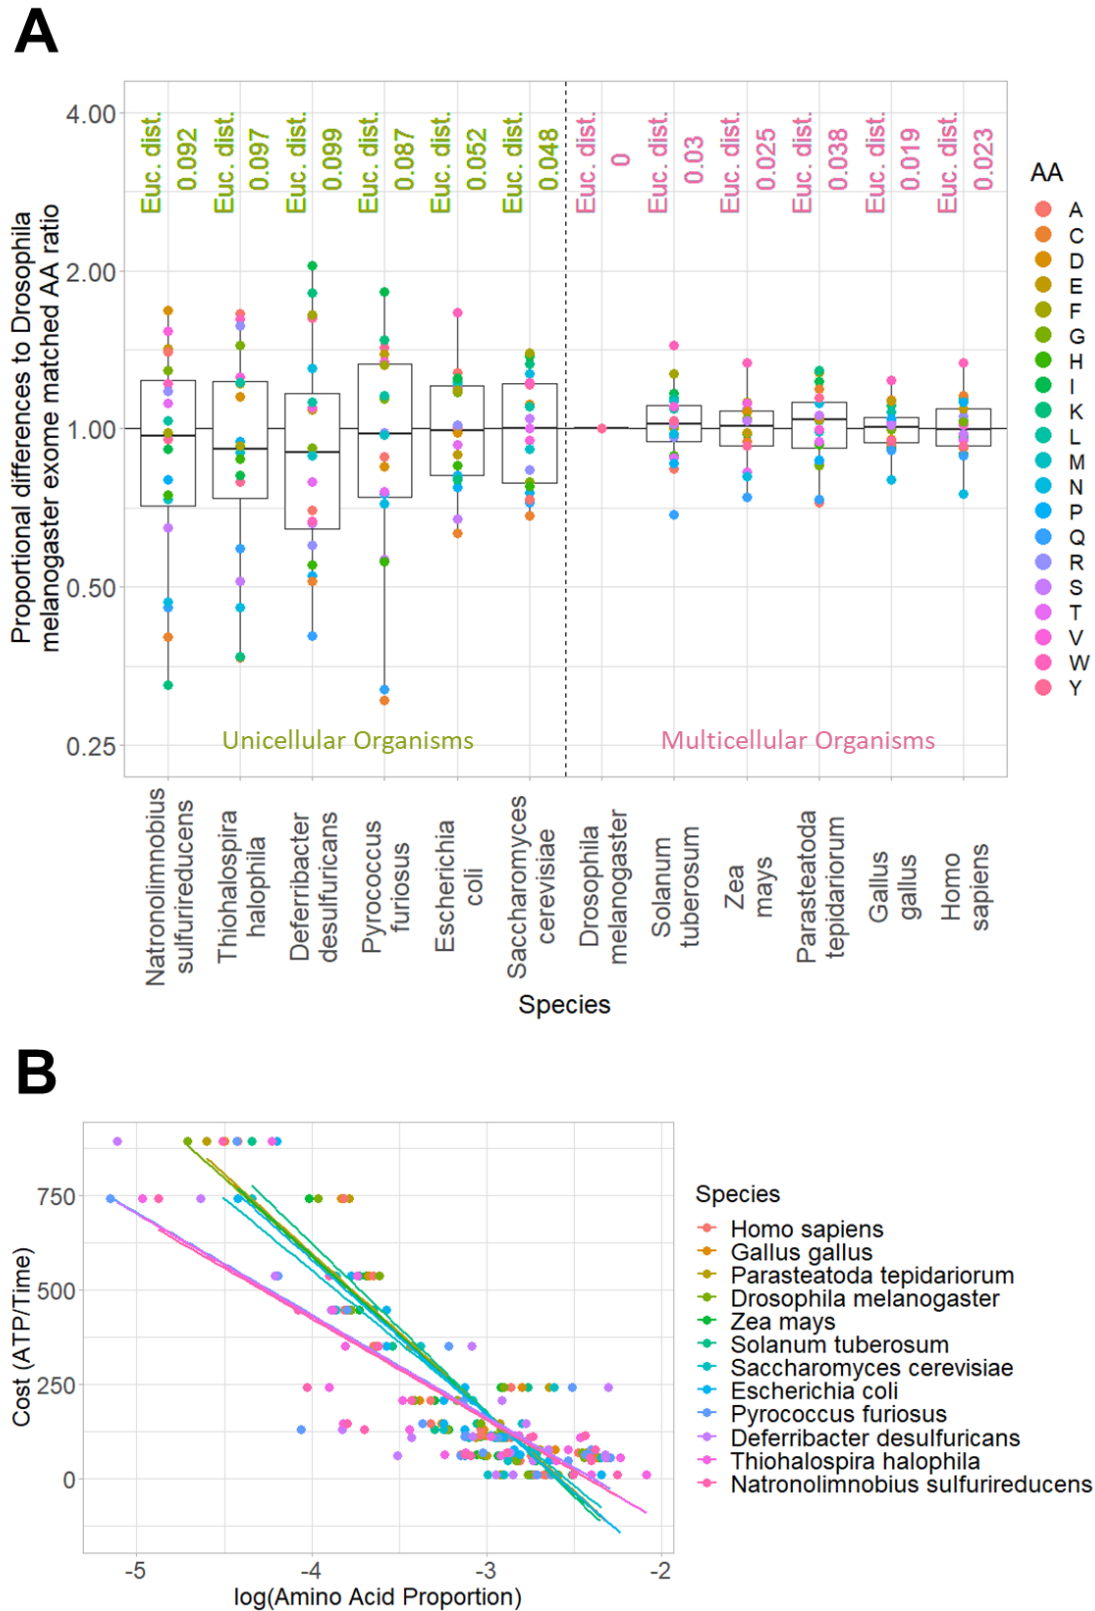 A
Proportional differences to Drosophila
melanogaster exome matched AA ratio
4.00
2.00
1.00
0.50
0.25
Euc. dist.
0.092
Euc. dist.
0.097
Euc. dist.
0.099
Euc. dist.
0.087
Euc. dist.
0.052
Euc. dist.
0.048
Euc. dist.
0
Euc. dist.
0.03
Euc. dist.
0.025
Euc. dist.
0.038
Euc. dist.
0.019
Euc. dist.
0.023
Unicellular Organisms
Multicellular Organisms
Natronolimnobius
sulfurireducens
Thiohalospira
halophila
Deferribacter
desulfuricans
Pyrococcus
furiosus
Escherichia
coli
Saccharomyces
cerevisiae
Drosophila
melanogaster
Solanum
tuberosum
Zea
mays
Parasteatoda
tepidariorum
Gallus
gallus
Homo
sapiens
Species
AA
A
C
D
E
F
G
H
I
K
L
M
N
P
Q
R
S
T
V
W
Y
B
Cost (ATP/Time)
750
500
250
0
-5
-4
-3
-2
log(Amino Acid Proportion)
Species
Homo sapiens
Gallus gallus
Parasteatoda tepidariorum
Drosophila melanogaster
Zea mays
Solanum tuberosum
Saccharomyces cerevisiae
Escherichia coli
Pyrococcus furiosus
Deferribacter desulfuricans
Thiohalospira halophila
Natronolimnobius sulfurireducens